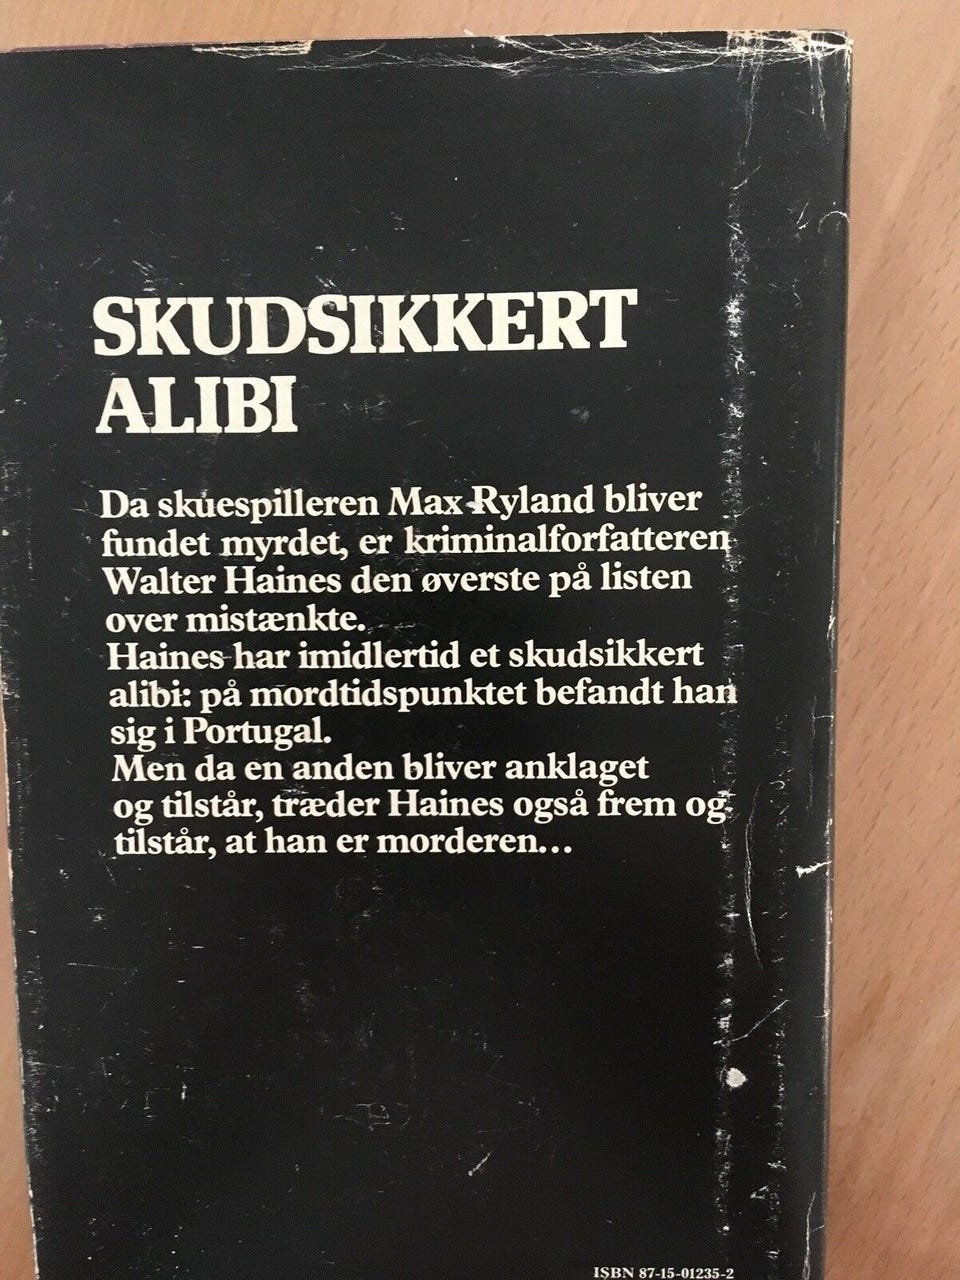 SKUDSIKKERT
ALIBI
Da skuespilleren Max Ryland bliver
fundet myrdet, er kriminalforfatteren
Walter Haines den øverste på listen
over mistænkte.
Haines har imidlertid et skudsikkert
alibi: på mordtidspunktet befandt han
sig i Portugal.
Men da en anden bliver anklaget
og tilstår, træder Haines også frem og
tilstår, at han er morderen...
ISBN 87-15-01235-2